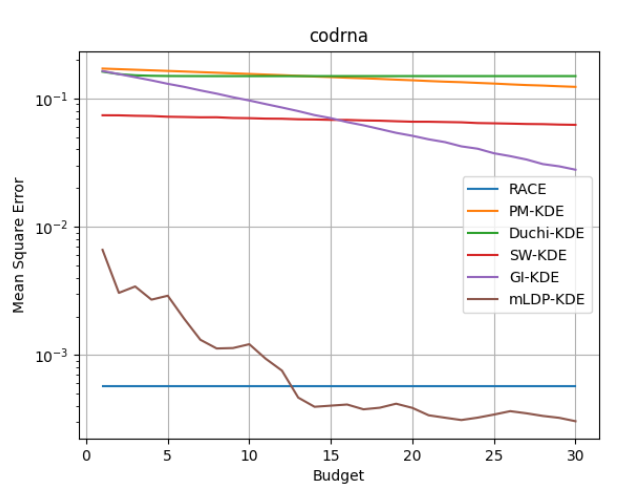 codrna
Mean Square Error
10⁻¹
10⁻²
10⁻³
RACE
PM-KDE
Duchi-KDE
SW-KDE
GI-KDE
mLDP-KDE
0 5 10 15 20 25 30
Budget